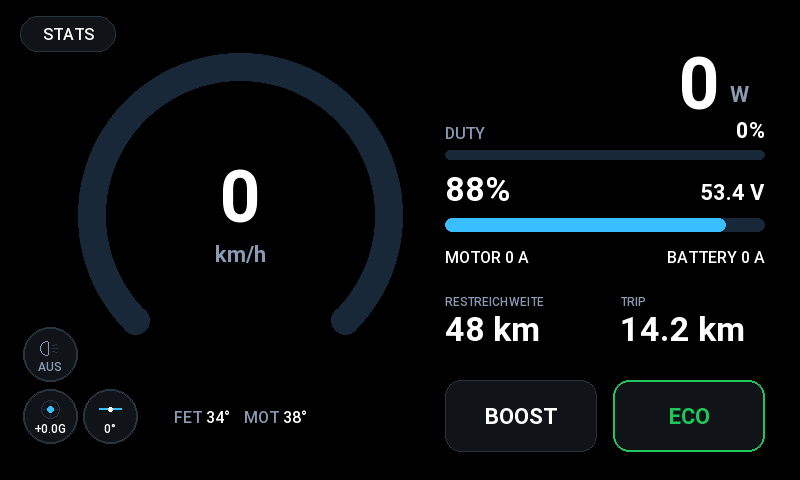 STATS
0
km/h
0 W
DUTY 0%
88% 53.4 V
MOTOR 0 A BATTERY 0 A
RESTREICHWEITE TRIP
48 km 14.2 km
AUS
+0.0G 0°
FET 34° MOT 38°
BOOST ECO